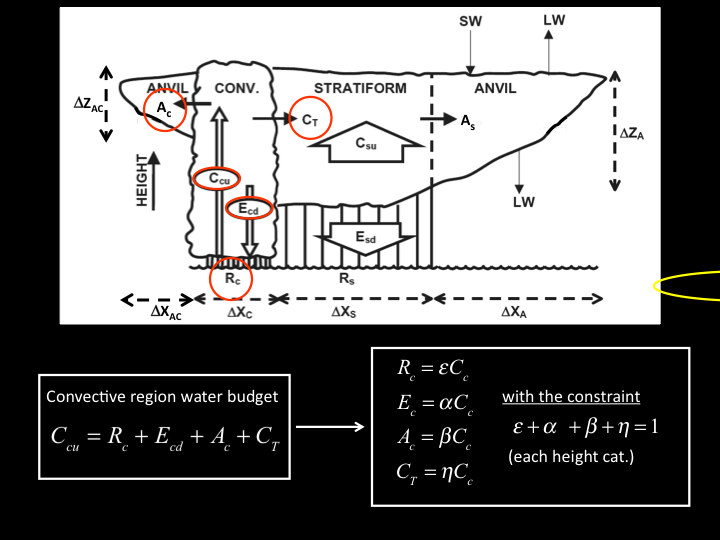 SW LW
ANVIL CONV. STRATIFORM ANVIL
ΔZ_AC A_c C_T A_s
C_su ΔZ_A
HEIGHT C_cu LW
E_cd E_sd
R_c R_s
ΔX_AC ΔX_C ΔX_S ΔX_A
Convective region water budget
C_cu = R_c + E_cd + A_c + C_T
R_c = εC_c
E_c = αC_c
A_c = βC_c
C_T = ηC_c
with the constraint
ε + α + β + η = 1
(each height cat.)